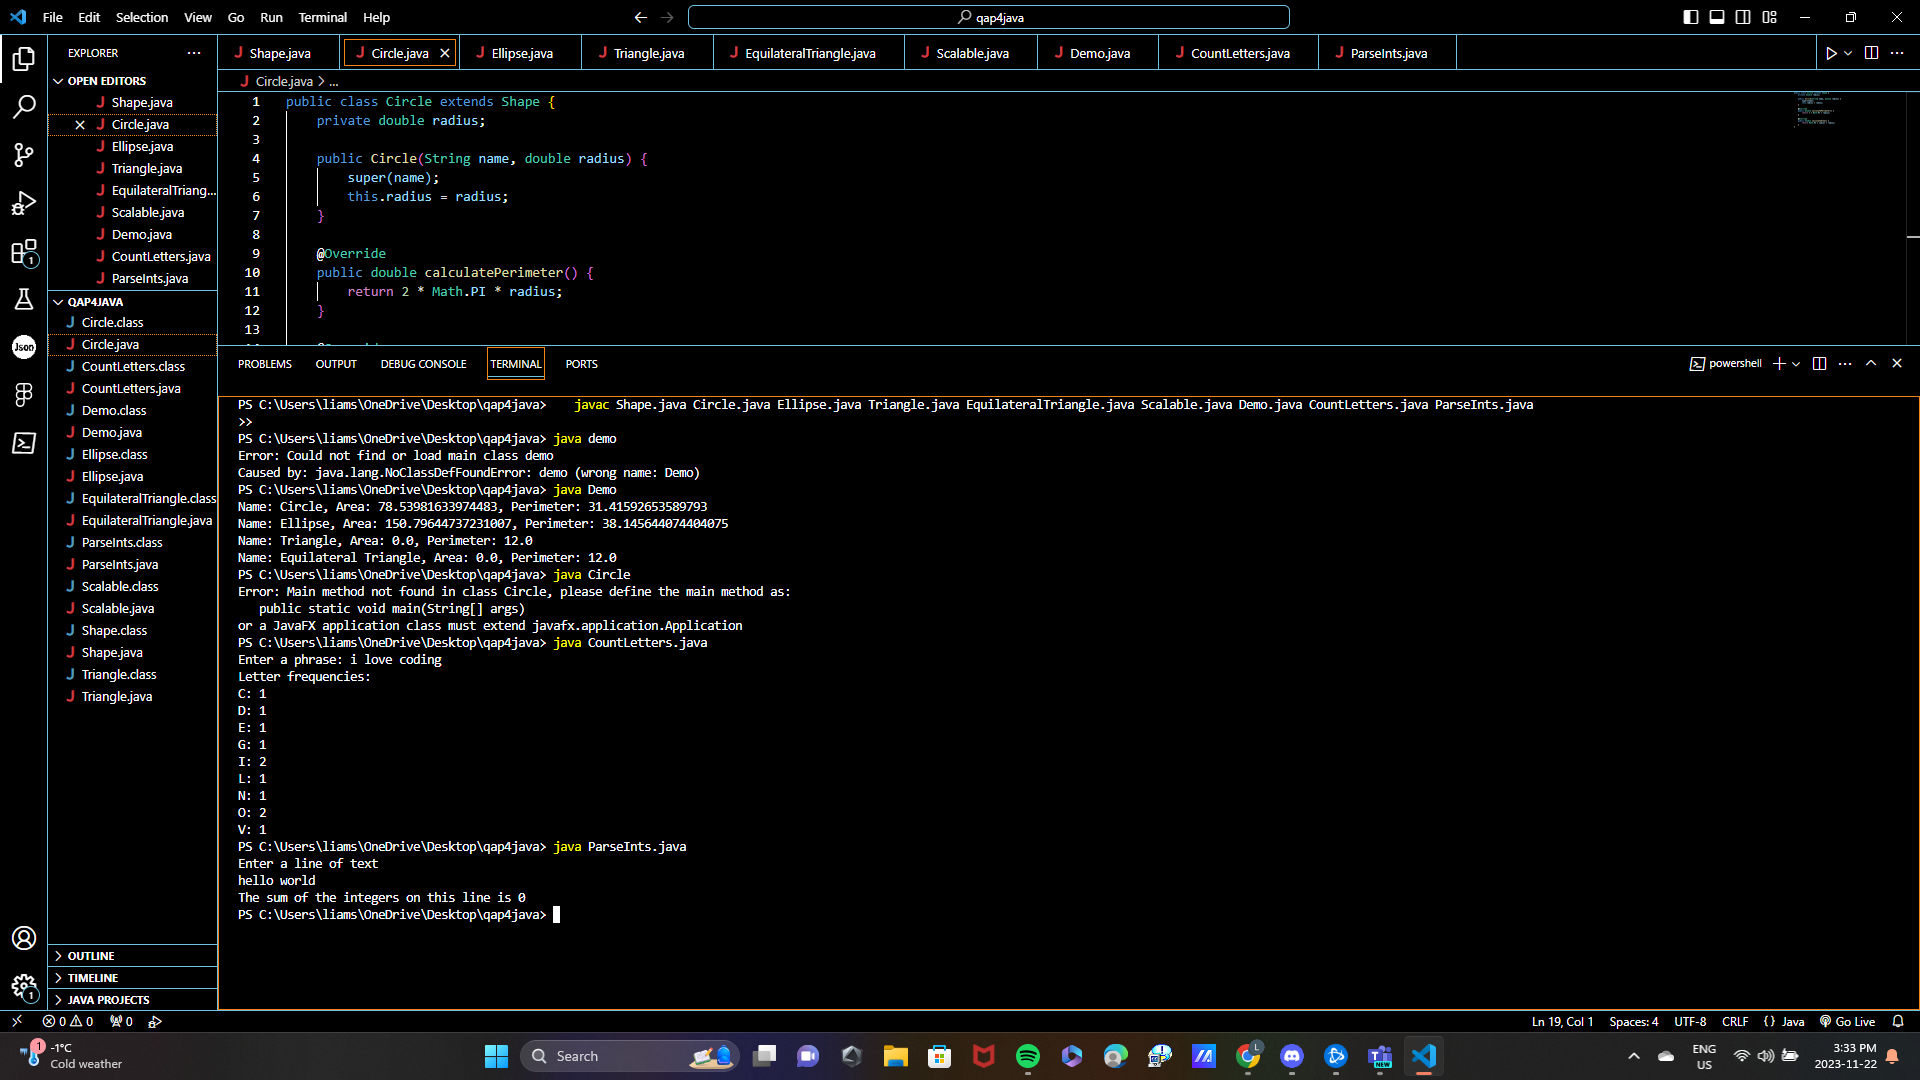 File Edit Selection View Go Run Terminal Help
qap4java
EXPLORER
OPEN EDITORS
Shape.java
Circle.java
Ellipse.java
Triangle.java
EquilateralTriang...
Scalable.java
Demo.java
CountLetters.java
ParseInts.java
QAP4JAVA
Circle.class
Circle.java
CountLetters.class
CountLetters.java
Demo.class
Demo.java
Ellipse.class
Ellipse.java
EquilateralTriangle.class
EquilateralTriangle.java
ParseInts.class
ParseInts.java
Scalable.class
Scalable.java
Shape.class
Shape.java
Triangle.class
Triangle.java
OUTLINE
TIMELINE
JAVA PROJECTS
1
Json
1
Shape.java Circle.java Ellipse.java Triangle.java EquilateralTriangle.java Scalable.java Demo.java CountLetters.java ParseInts.java
Circle.java > ...
1 public class Circle extends Shape {
2 private double radius;
3
4 public Circle(String name, double radius) {
5 super(name);
6 this.radius = radius;
7 }
8
9 @Override
10 public double calculatePerimeter() {
11 return 2 * Math.PI * radius;
12 }
13
PROBLEMS OUTPUT DEBUG CONSOLE TERMINAL PORTS
powershell
PS C:\Users\liams\OneDrive\Desktop\qap4java> javac Shape.java Circle.java Ellipse.java Triangle.java EquilateralTriangle.java Scalable.java Demo.java CountLetters.java ParseInts.java
>>
PS C:\Users\liams\OneDrive\Desktop\qap4java> java demo
Error: Could not find or load main class demo
Caused by: java.lang.NoClassDefFoundError: demo (wrong name: Demo)
PS C:\Users\liams\OneDrive\Desktop\qap4java> java Demo
Name: Circle, Area: 78.53981633974483, Perimeter: 31.41592653589793
Name: Ellipse, Area: 150.79644737231007, Perimeter: 38.145644074404075
Name: Triangle, Area: 0.0, Perimeter: 12.0
Name: Equilateral Triangle, Area: 0.0, Perimeter: 12.0
PS C:\Users\liams\OneDrive\Desktop\qap4java> java Circle
Error: Main method not found in class Circle, please define the main method as:
public static void main(String[] args)
or a JavaFX application class must extend javafx.application.Application
PS C:\Users\liams\OneDrive\Desktop\qap4java> java CountLetters.java
Enter a phrase: i love coding
Letter frequencies:
C: 1
D: 1
E: 1
G: 1
I: 2
L: 1
N: 1
O: 2
V: 1
PS C:\Users\liams\OneDrive\Desktop\qap4java> java ParseInts.java
Enter a line of text
hello world
The sum of the integers on this line is 0
PS C:\Users\liams\OneDrive\Desktop\qap4java>
0 0 0 Ln 19, Col 1 Spaces: 4 UTF-8 CRLF {} Java Go Live
1 -1°C
Cold weather
Search
L
NEW
ENG
US
3:33 PM
2023-11-22